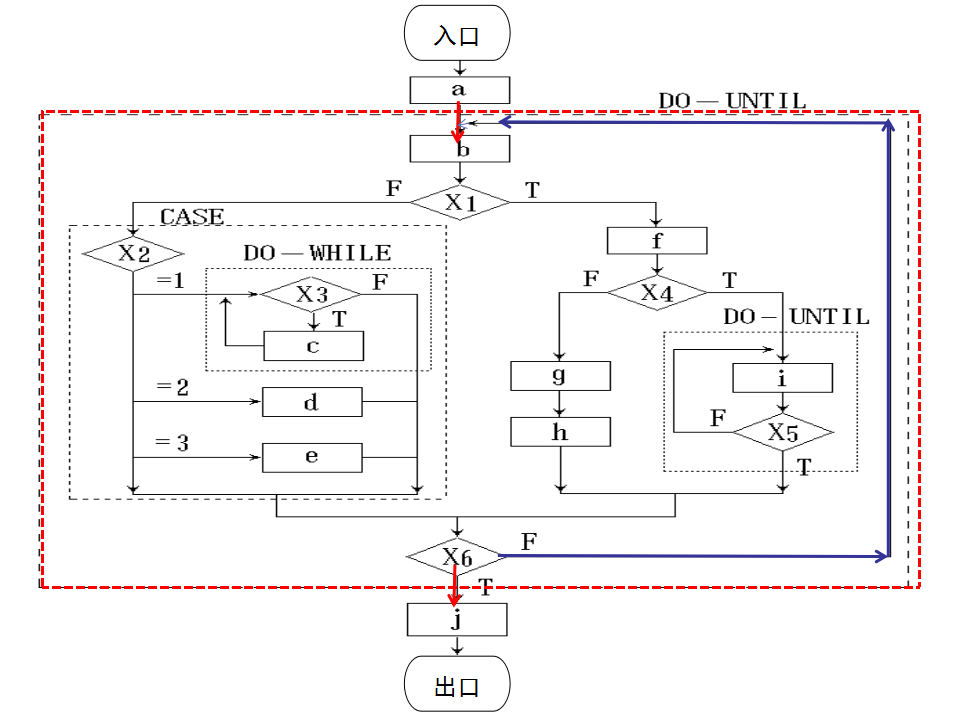 入口
a
DO－UNTIL
b
F
X1
T
CASE
X2
DO－WHILE
=1
X3
F
T
c
=2
d
=3
e
f
F
X4
T
DO－UNTIL
g
i
h
F
X5
T
X6
F
T
j
出口